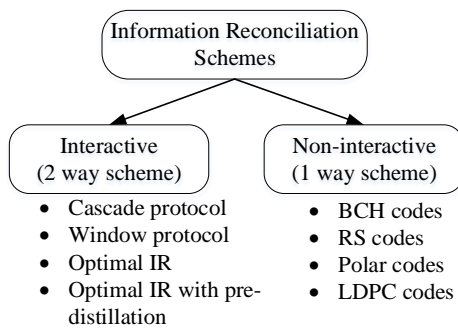 Information Reconciliation
Schemes
Interactive
(2 way scheme)
• Cascade protocol
• Window protocol
• Optimal IR
• Optimal IR with pre-
distillation
Non-interactive
(1 way scheme)
• BCH codes
• RS codes
• Polar codes
• LDPC codes